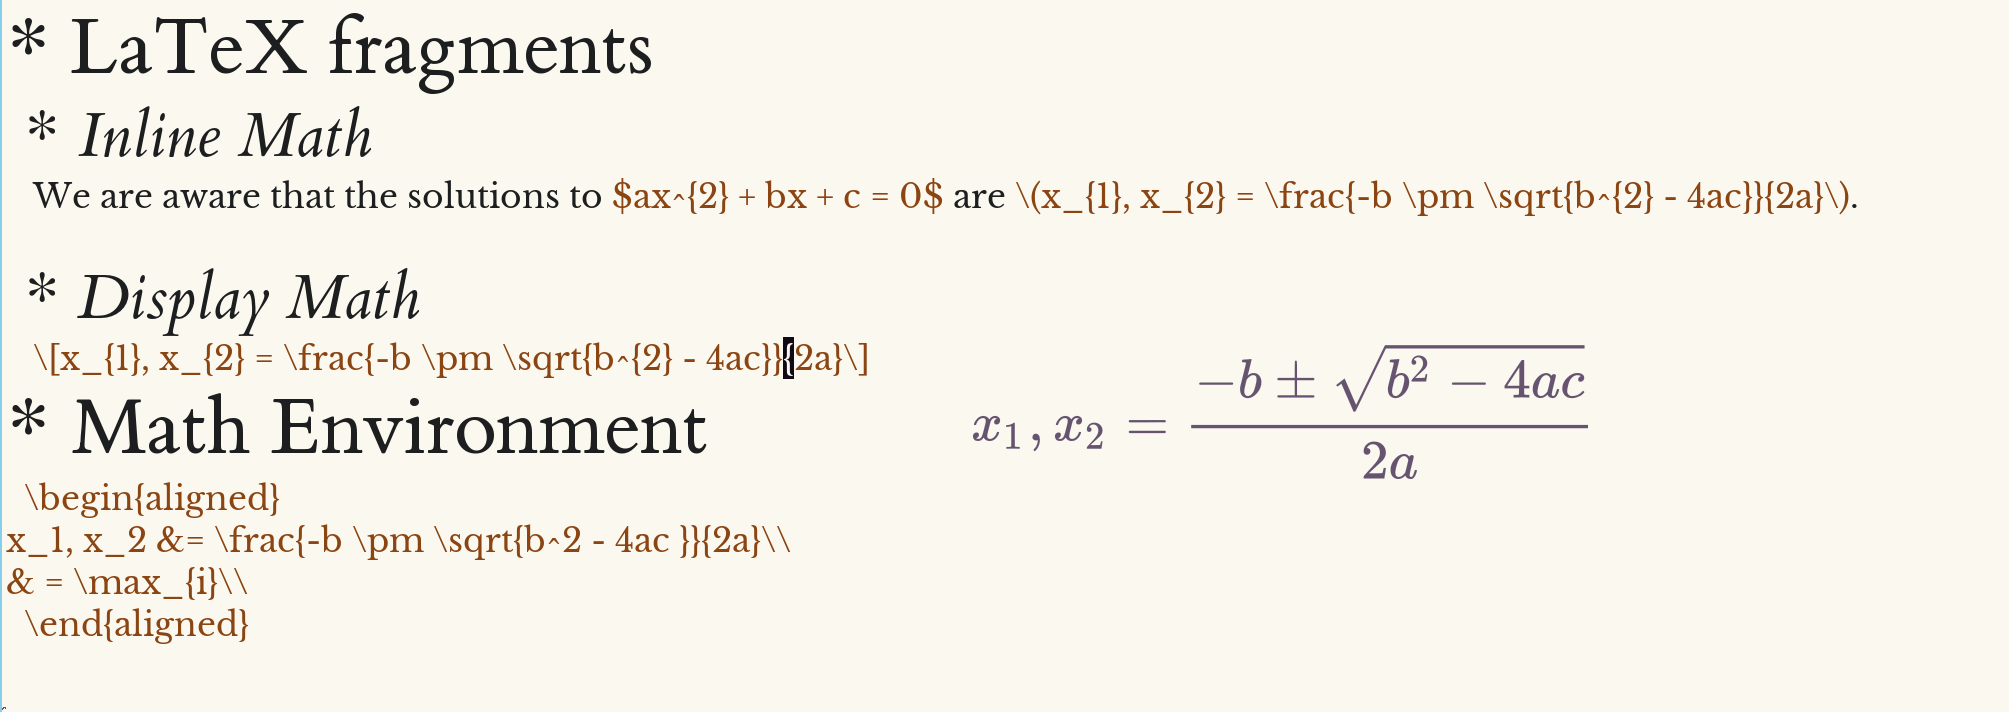 * LaTeX fragments
* Inline Math
We are aware that the solutions to $ax^{2} + bx + c = 0$ are \(x_{1}, x_{2} = \frac{-b \pm \sqrt{b^{2} - 4ac}}{2a}\).
* Display Math
\[x_{1}, x_{2} = \frac{-b \pm \sqrt{b^{2} - 4ac}}{2a}\]
x₁, x₂ = (−b ± √(b² − 4ac)) / 2a
* Math Environment
\begin{aligned}
x_1, x_2 &= \frac{-b \pm \sqrt{b^2 - 4ac }}{2a}\\
& = \max_{i}\\
\end{aligned}